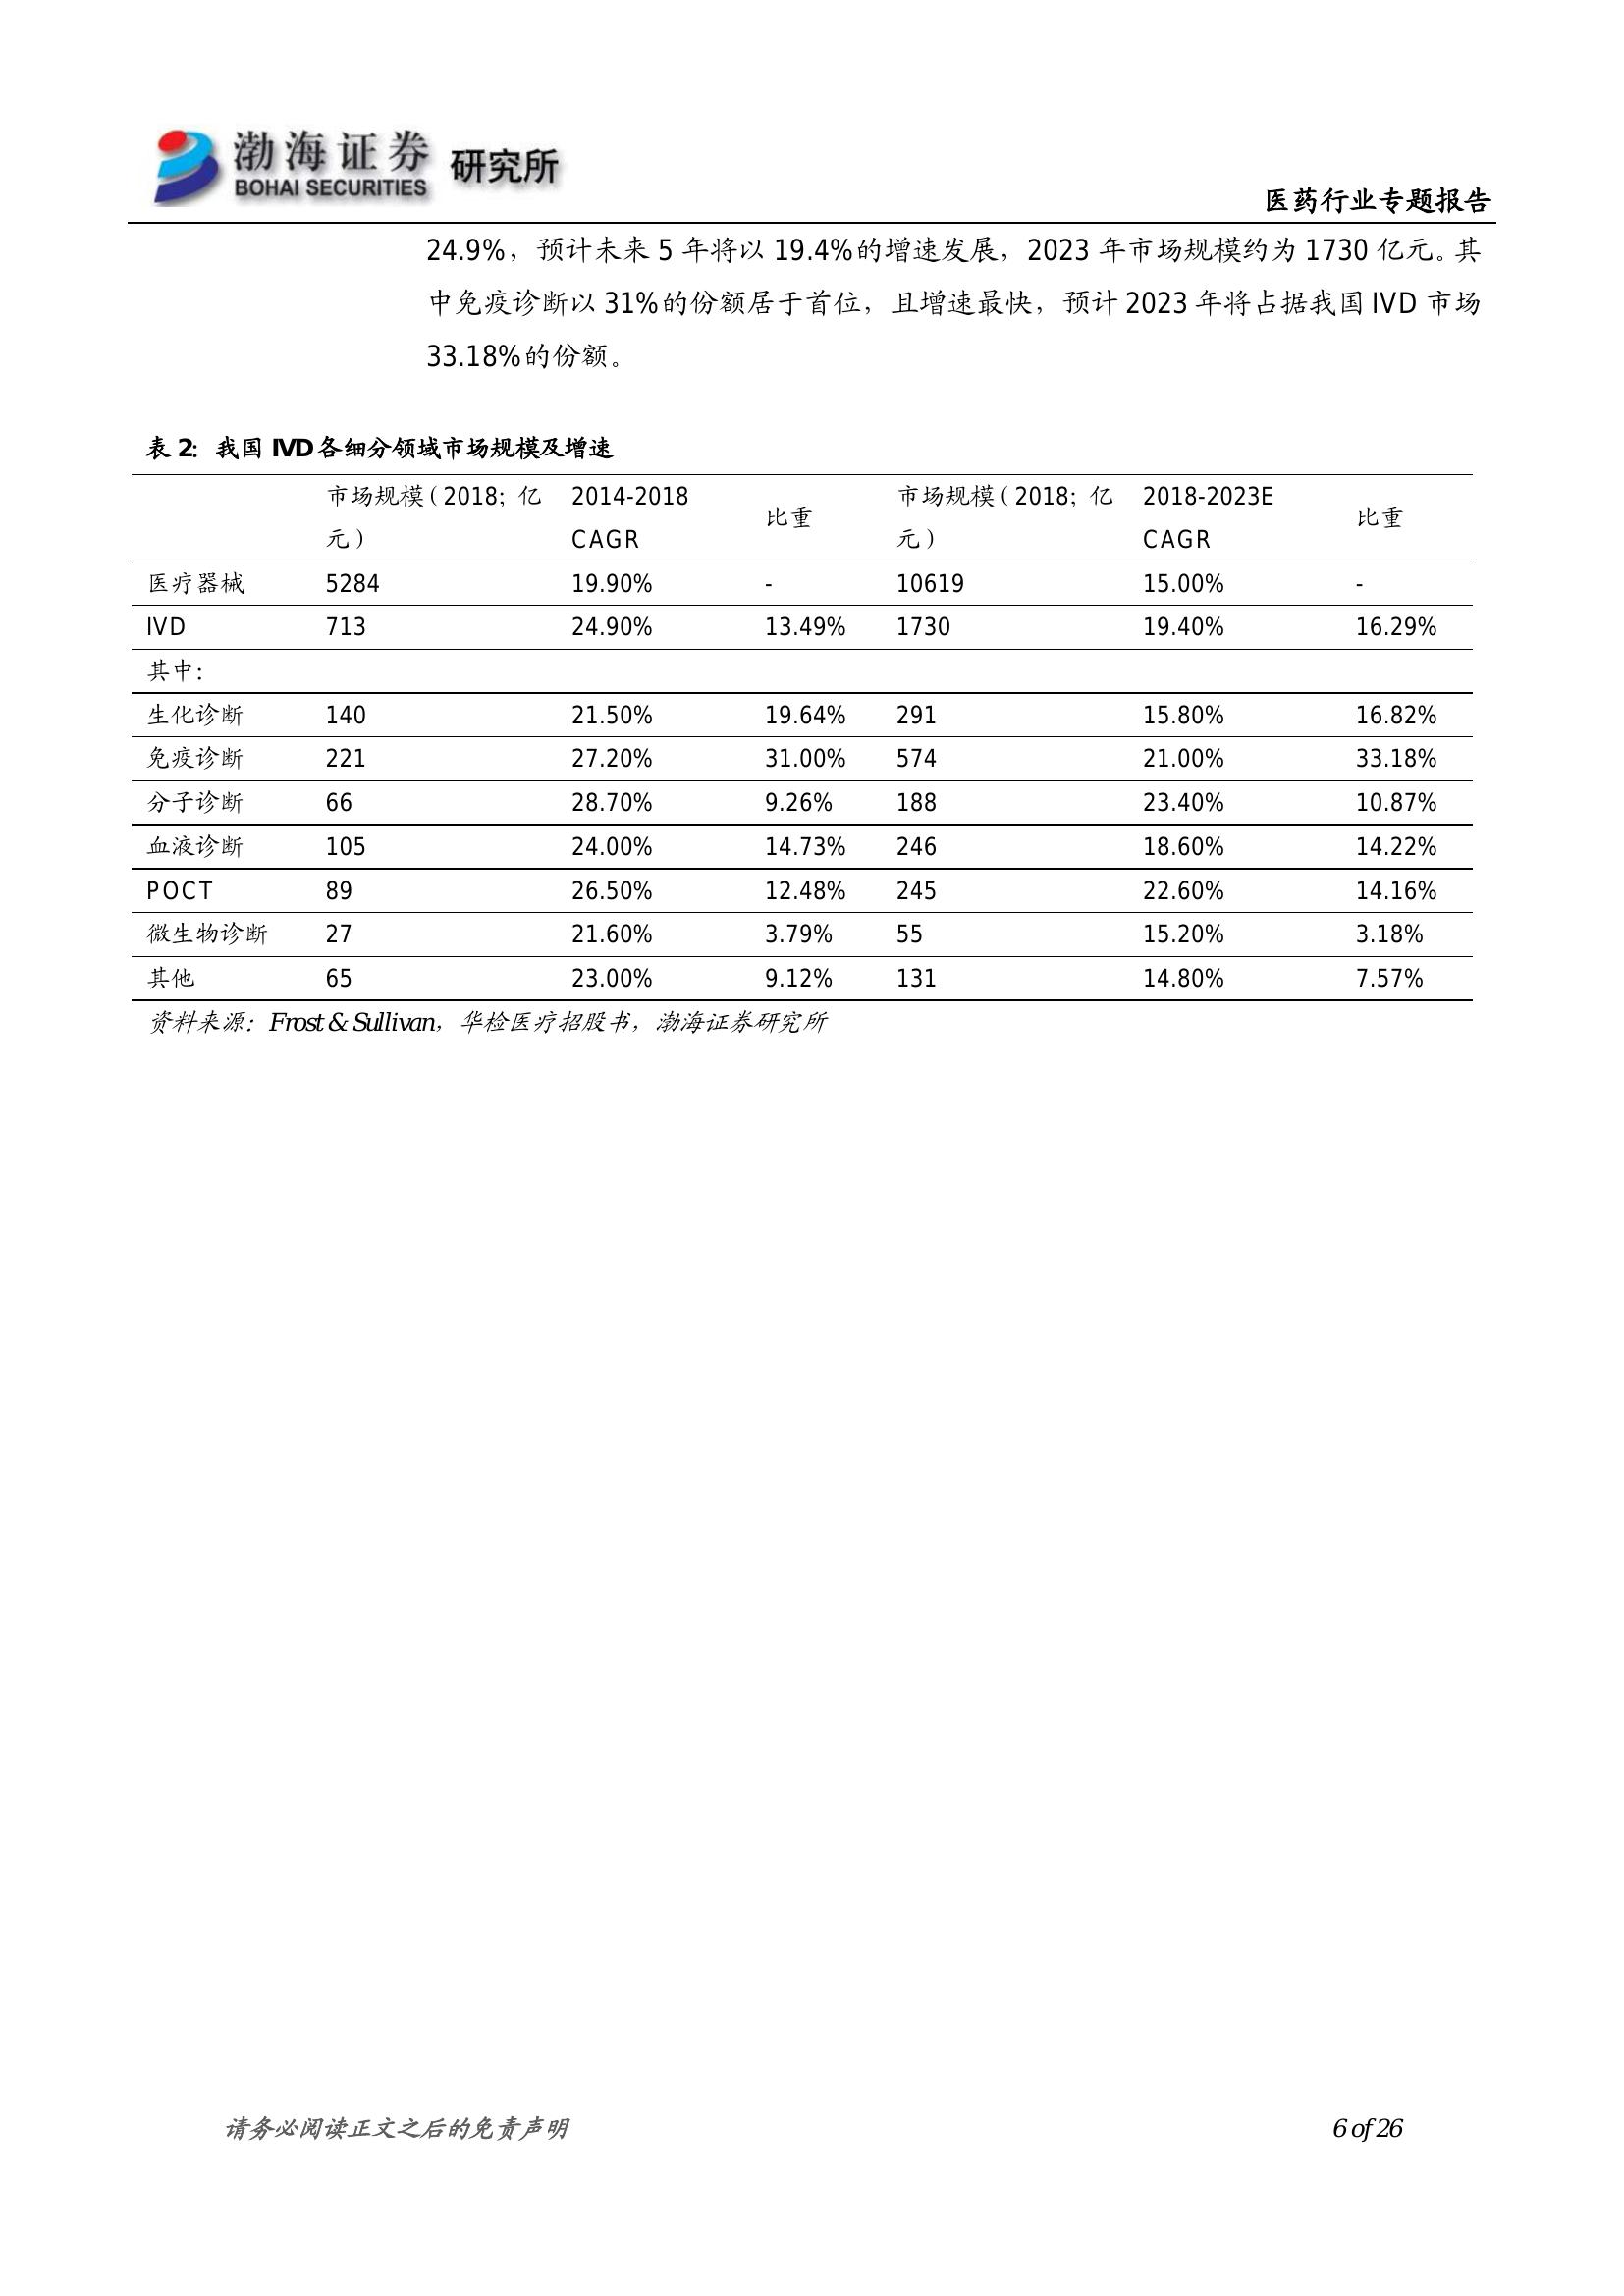 渤海证券 研究所
BOHAI SECURITIES
医药行业专题报告
24.9%，预计未来 5 年将以 19.4%的增速发展，2023 年市场规模约为 1730 亿元。其
中免疫诊断以 31%的份额居于首位，且增速最快，预计 2023 年将占据我国 IVD 市场
33.18%的份额。
表 2：我国 IVD 各细分领域市场规模及增速
市场规模（2018；亿元） 2014-2018 CAGR 比重 市场规模（2018；亿元） 2018-2023E CAGR 比重
医疗器械 5284 19.90% - 10619 15.00% -
IVD 713 24.90% 13.49% 1730 19.40% 16.29%
其中：
生化诊断 140 21.50% 19.64% 291 15.80% 16.82%
免疫诊断 221 27.20% 31.00% 574 21.00% 33.18%
分子诊断 66 28.70% 9.26% 188 23.40% 10.87%
血液诊断 105 24.00% 14.73% 246 18.60% 14.22%
POCT 89 26.50% 12.48% 245 22.60% 14.16%
微生物诊断 27 21.60% 3.79% 55 15.20% 3.18%
其他 65 23.00% 9.12% 131 14.80% 7.57%
资料来源：Frost & Sullivan，华检医疗招股书，渤海证券研究所
请务必阅读正文之后的免责声明 6 of 26